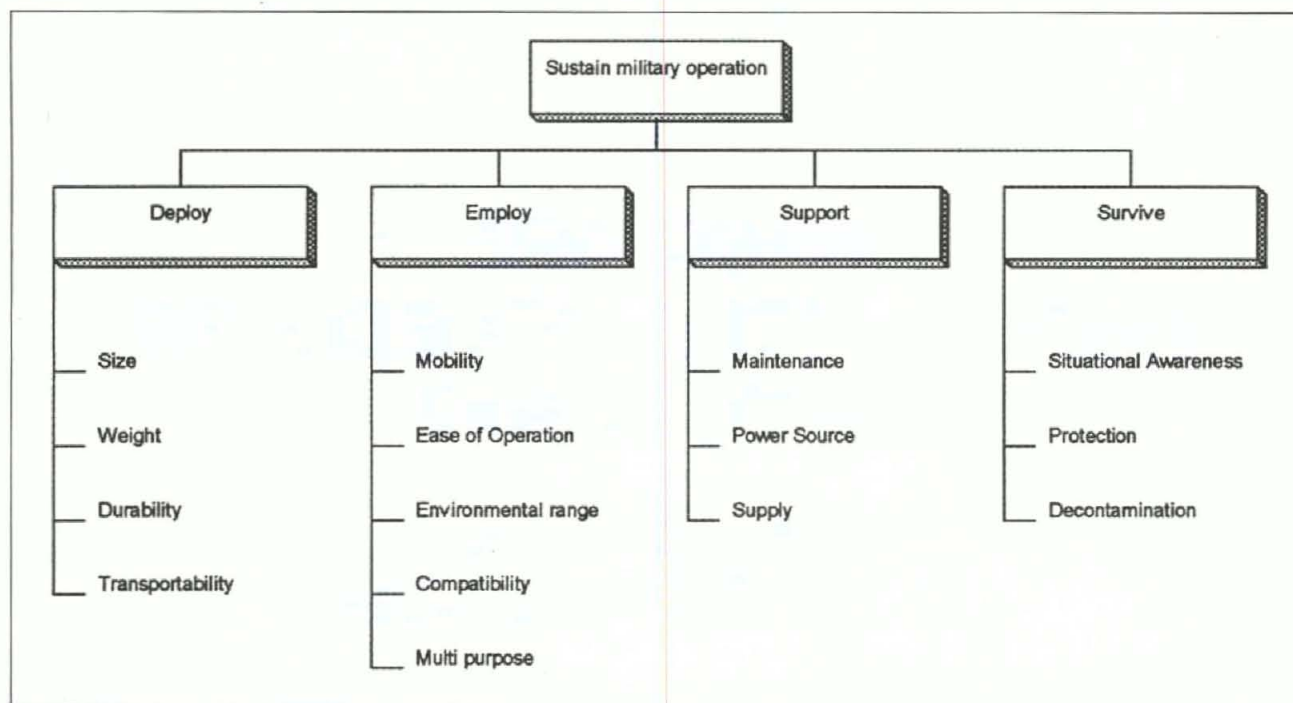 Sustain military operation
Deploy
Employ
Support
Survive
Size
Weight
Durability
Transportability
Mobility
Ease of Operation
Environmental range
Compatibility
Multi purpose
Maintenance
Power Source
Supply
Situational Awareness
Protection
Decontamination